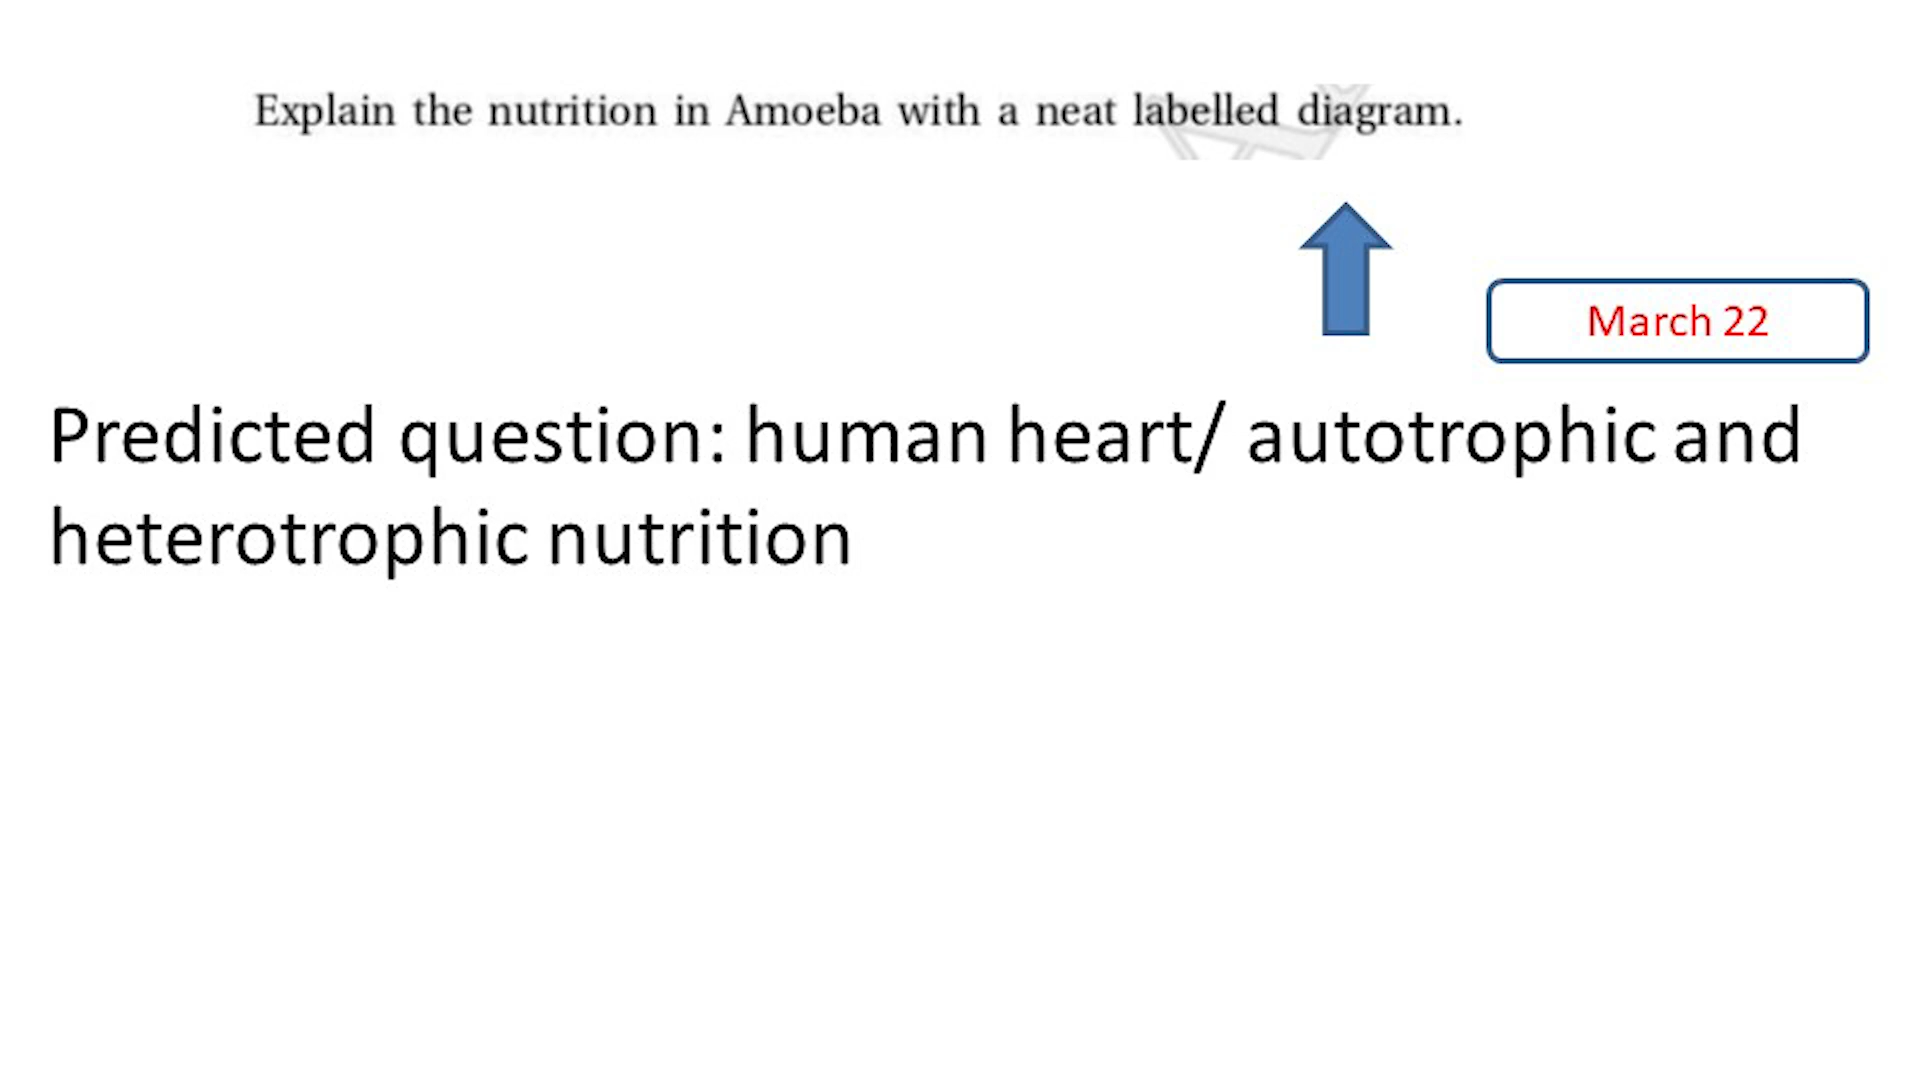 Explain the nutrition in Amoeba with a neat labelled diagram.
March 22
Predicted question: human heart/ autotrophic and
heterotrophic nutrition